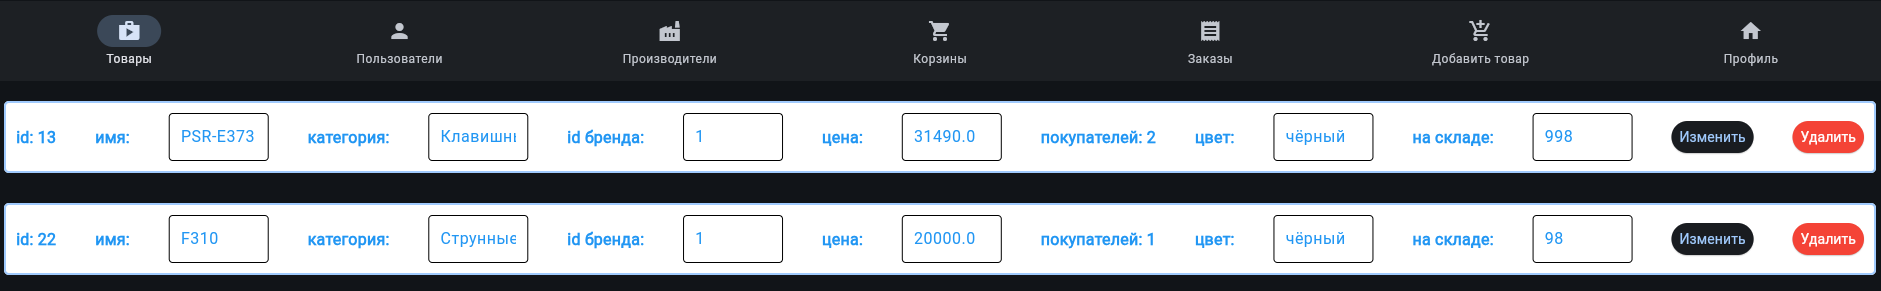 Товары Пользователи Производители Корзины Заказы Добавить товар Профиль
id: 13 имя: PSR-E373 категория: Клавишны id бренда: 1 цена: 31490.0 покупателей: 2 цвет: чёрный на складе: 998 Изменить Удалить
id: 22 имя: F310 категория: Струнные id бренда: 1 цена: 20000.0 покупателей: 1 цвет: чёрный на складе: 98 Изменить Удалить